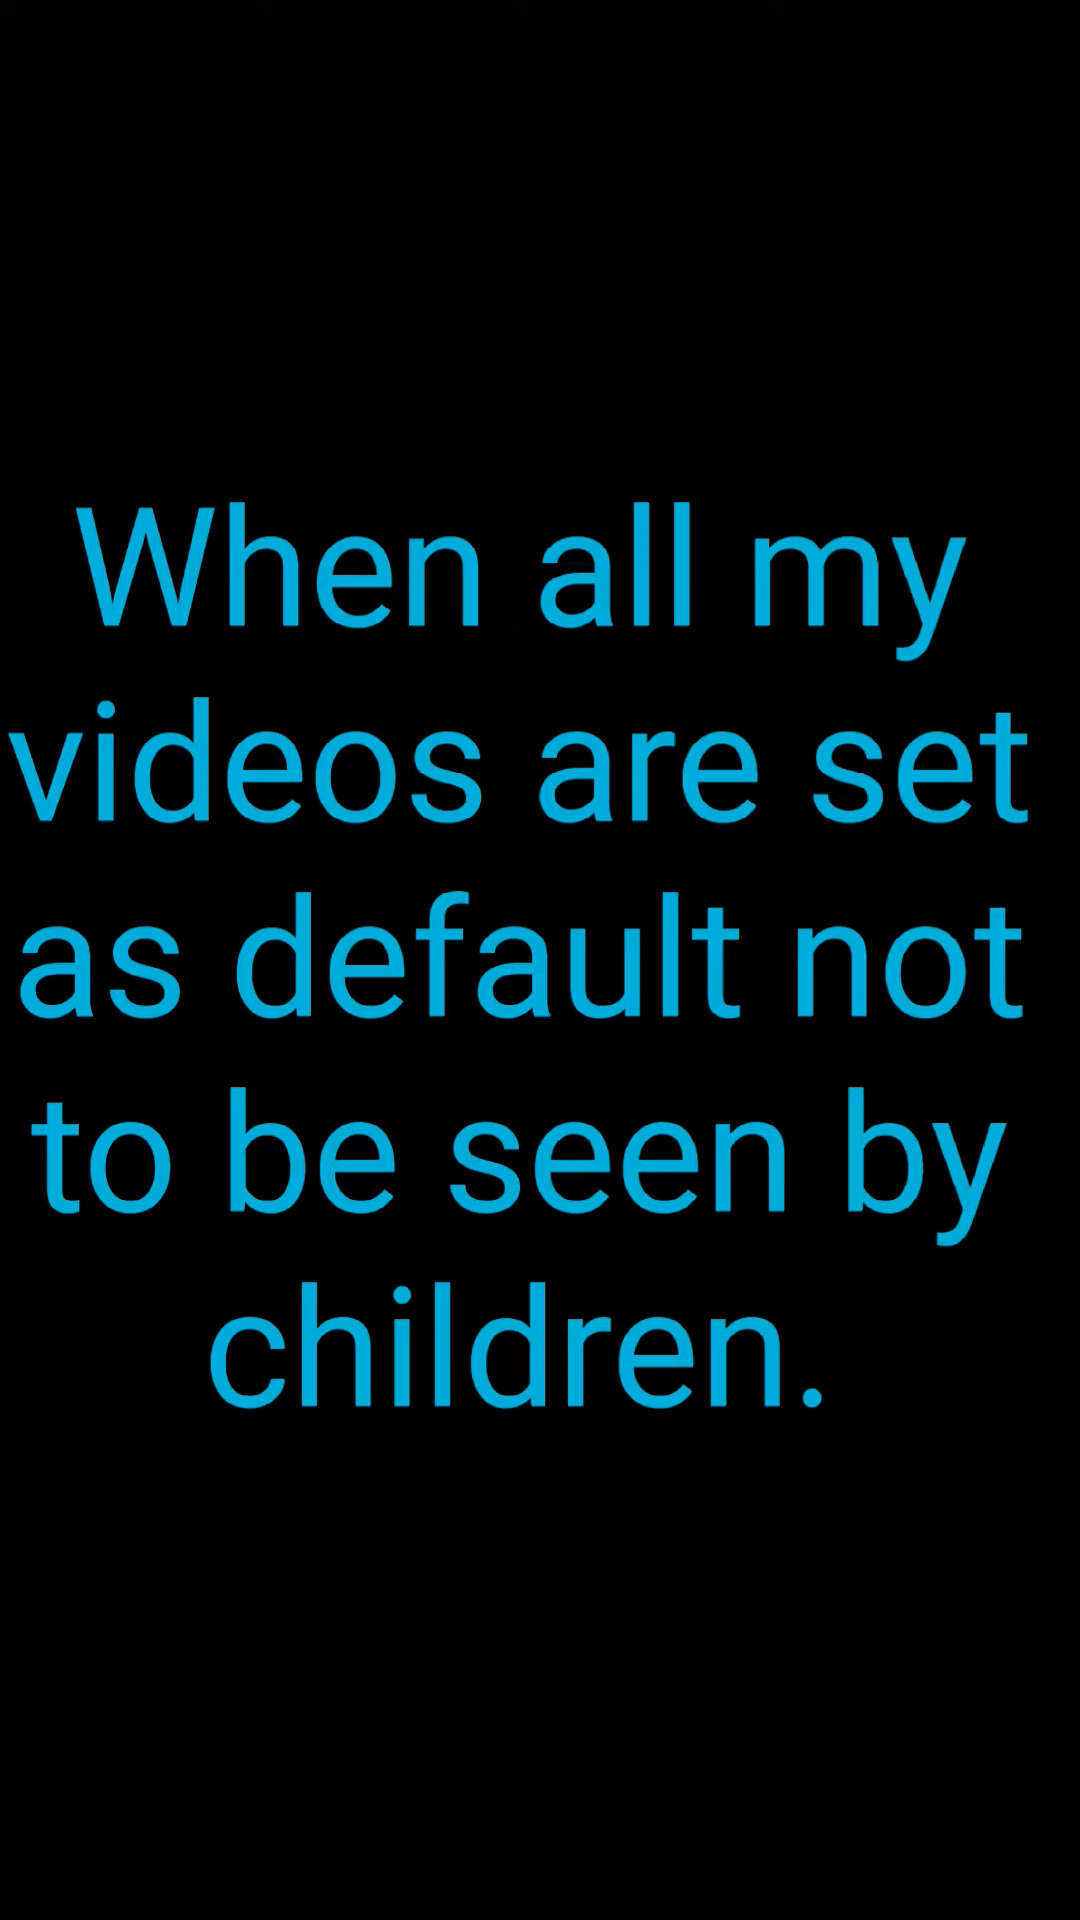 When all my
videos are set
as default not
to be seen by
children.